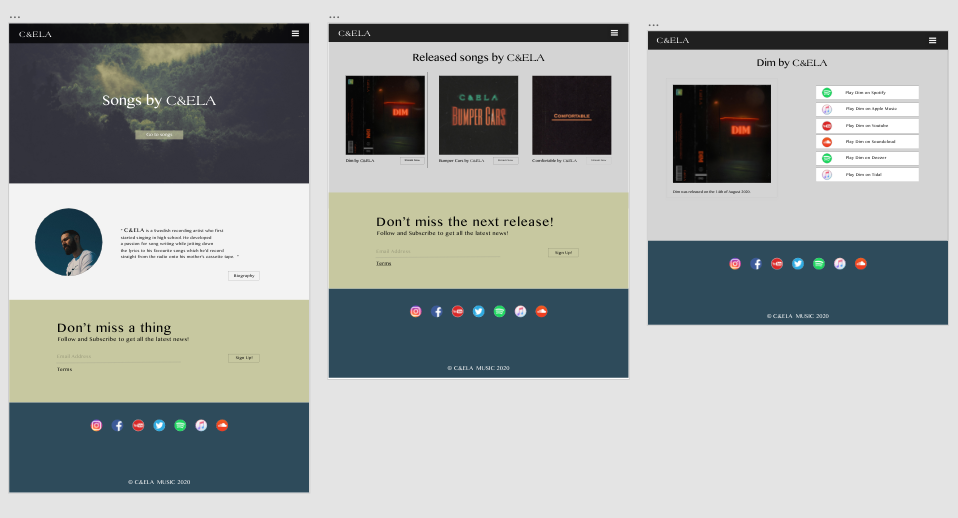 C&ELA
Songs by C&ELA
Go to songs
" C&ELA is a Swedish recording artist who first
started singing in high school. He developed
a passion for song writing while jotting down
the lyrics to his favourite songs which he'd record
straight from the radio onto his mother's cassette tape. "
Biography
Don't miss a thing
Follow and Subscribe to get all the latest news!
Email Address
Sign Up!
Terms
© C&ELA MUSIC 2020
C&ELA
Released songs by C&ELA
DIM
C&ELA
BUMPER CARS
COMFORTABLE
Dim by C&ELA
Bumper Cars by C&ELA
Comfortable by C&ELA
Don't miss the next release!
Follow and Subscribe to get all the latest news!
Email Address
Sign Up!
Terms
© C&ELA MUSIC 2020
C&ELA
Dim by C&ELA
DIM
Dim was released on the 14th of August 2020.
Play Dim on Spotify
Play Dim on Apple Music
Play Dim on Youtube
Play Dim on Soundcloud
Play Dim on Deezer
Play Dim on Tidal
© C&ELA MUSIC 2020